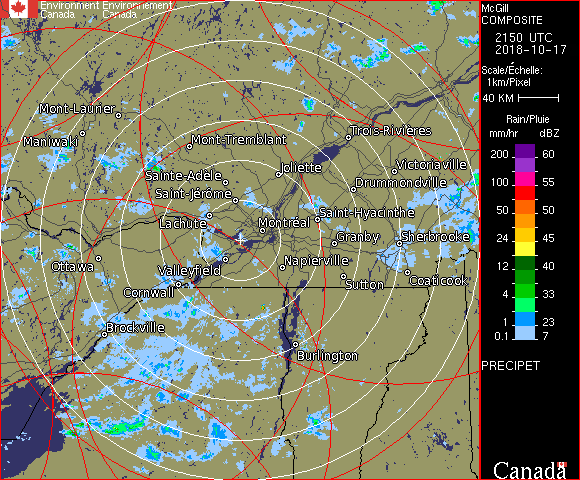 Environment Environnement
Canada Canada
McGill
COMPOSITE
2150 UTC
2018-10-17
Scale/Échelle:
1km/Pixel
40 KM
Rain/Pluie
mm/hr dBZ
200 60
150 57
100 55
50 50
24 45
12 40
4 33
1 23
0.1 7
PRECIPET
Canada
Mont-Laurier
Maniwaki
Mont-Tremblant
Trois-Rivières
Joliette
Victoriaville
Sainte-Adèle
Drummondville
Saint-Jérôme
Lachute
Saint-Hyacinthe
Montréal
Granby
Sherbrooke
Ottawa
Valleyfield
Napierville
Cornwall
Sutton
Coaticook
Brockville
Burlington